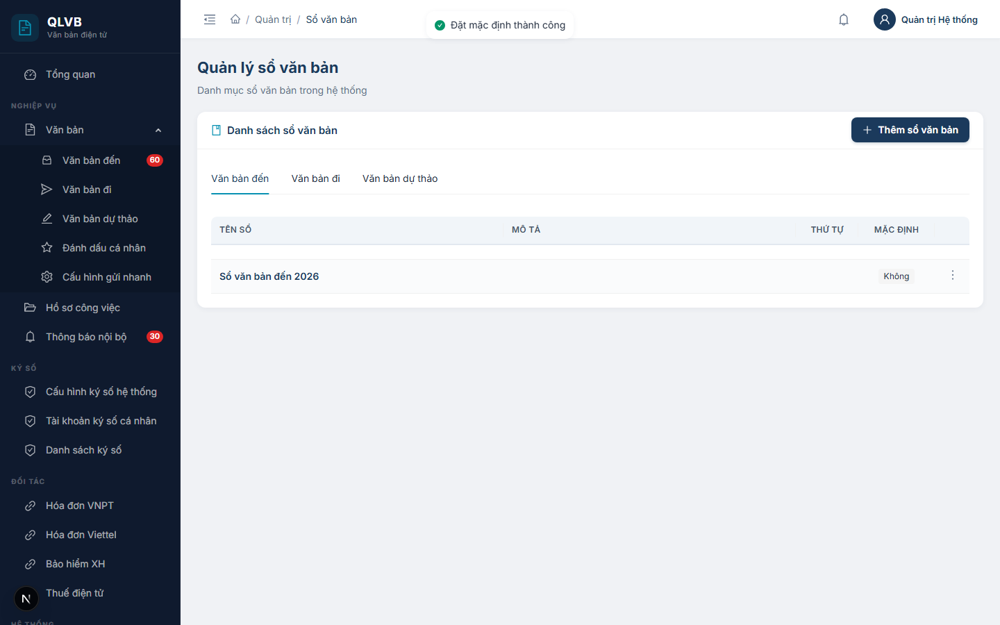 QLVB
Văn bản điện tử
Tổng quan
NGHIỆP VỤ
Văn bản
Văn bản đến 60
Văn bản đi
Văn bản dự thảo
Đánh dấu cá nhân
Cấu hình gửi nhanh
Hồ sơ công việc
Thông báo nội bộ 30
KÝ SỐ
Cấu hình ký số hệ thống
Tài khoản ký số cá nhân
Danh sách ký số
ĐỐI TÁC
Hóa đơn VNPT
Hóa đơn Viettel
Bảo hiểm XH
N Thuế điện tử
HỆ THỐNG
/ Quản trị / Sổ văn bản
Đặt mặc định thành công
Quản trị Hệ thống
Quản lý sổ văn bản
Danh mục sổ văn bản trong hệ thống
Danh sách sổ văn bản
+ Thêm sổ văn bản
Văn bản đến Văn bản đi Văn bản dự thảo
TÊN SỔ MÔ TẢ THỨ TỰ MẶC ĐỊNH
Sổ văn bản đến 2026 Không